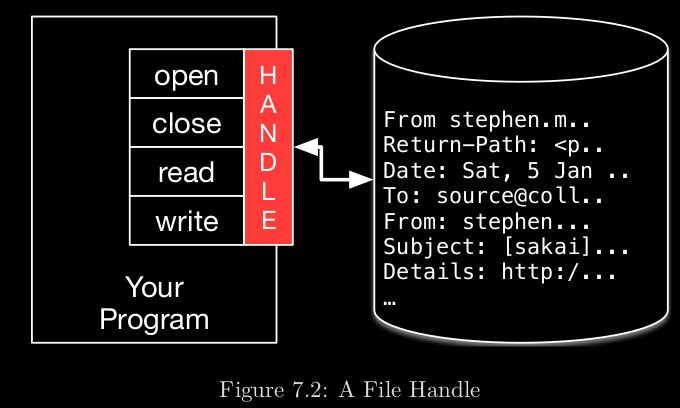 open
close
read
write
HANDLE
Your
Program
From stephen.m..
Return-Path: <p..
Date: Sat, 5 Jan ..
To: source@coll..
From: stephen...
Subject: [sakai]...
Details: http:/...
…
Figure 7.2: A File Handle